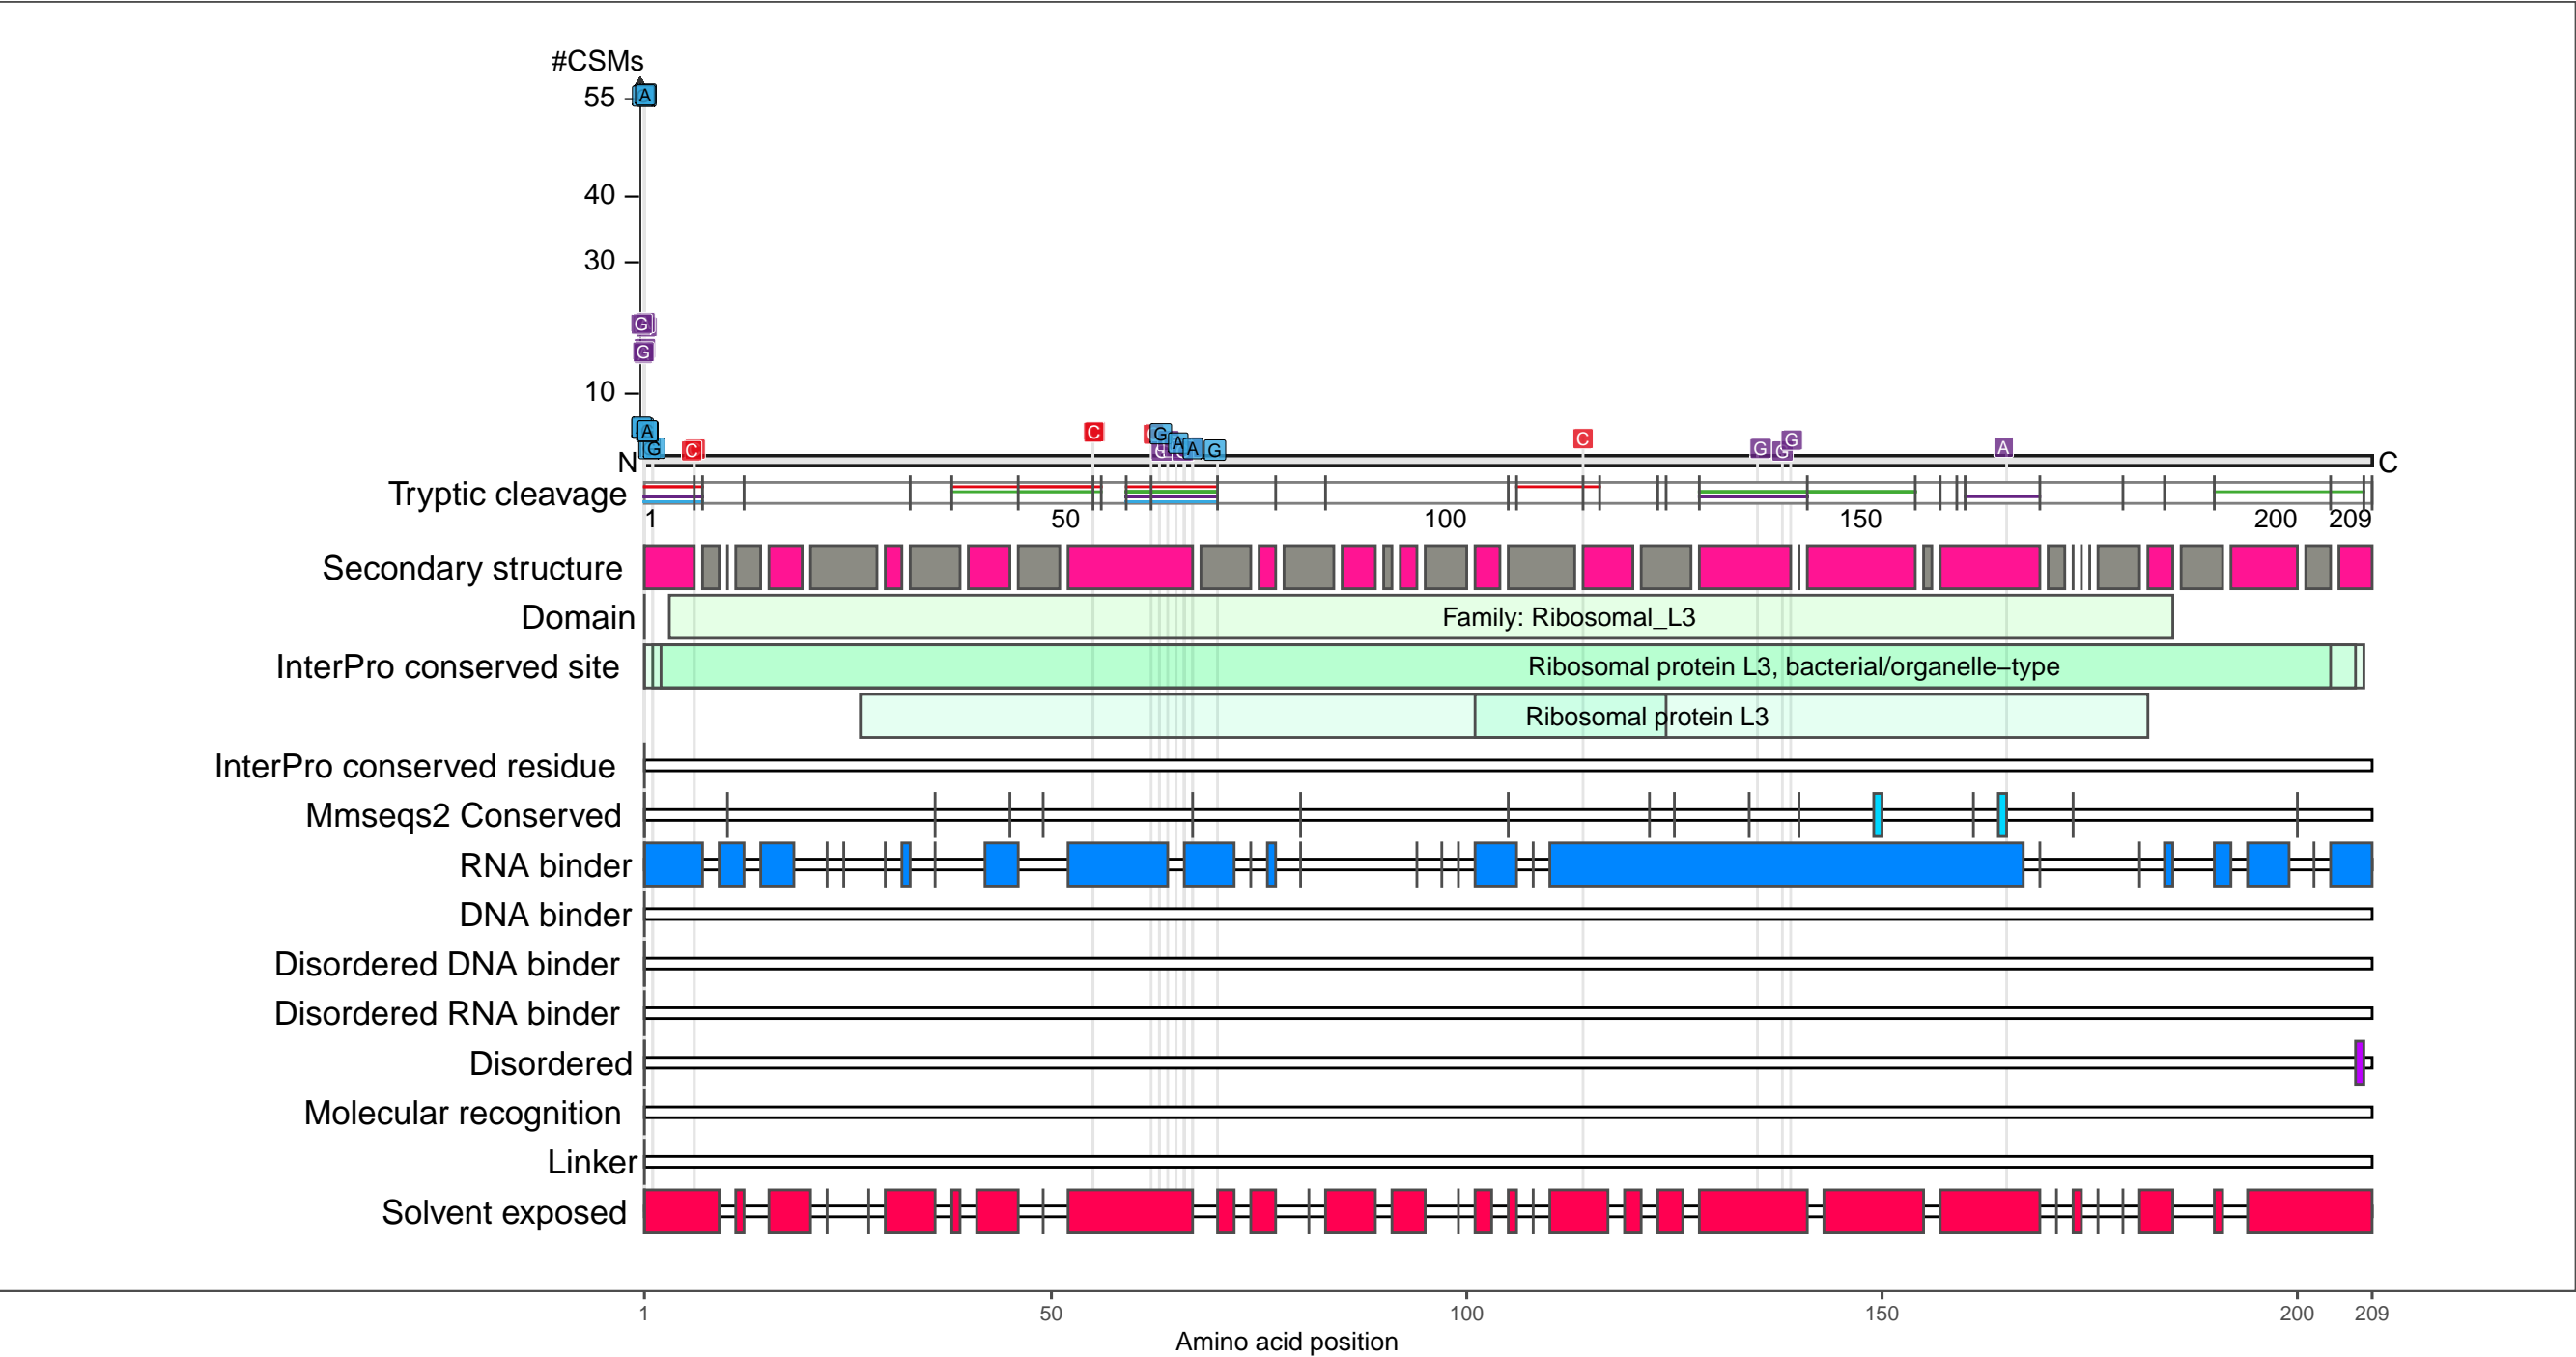 #CSMs
55
A
40
30
G
G
10
A
G
C
C
G
A
A
G
C
G
G
G
A
N
C
Tryptic cleavage
1 50 100 150 200 209
Secondary structure
Domain
Family: Ribosomal_L3
InterPro conserved site
Ribosomal protein L3, bacterial/organelle−type
Ribosomal protein L3
InterPro conserved residue
Mmseqs2 Conserved
RNA binder
DNA binder
Disordered DNA binder
Disordered RNA binder
Disordered
Molecular recognition
Linker
Solvent exposed
1 50 100 150 200 209
Amino acid position